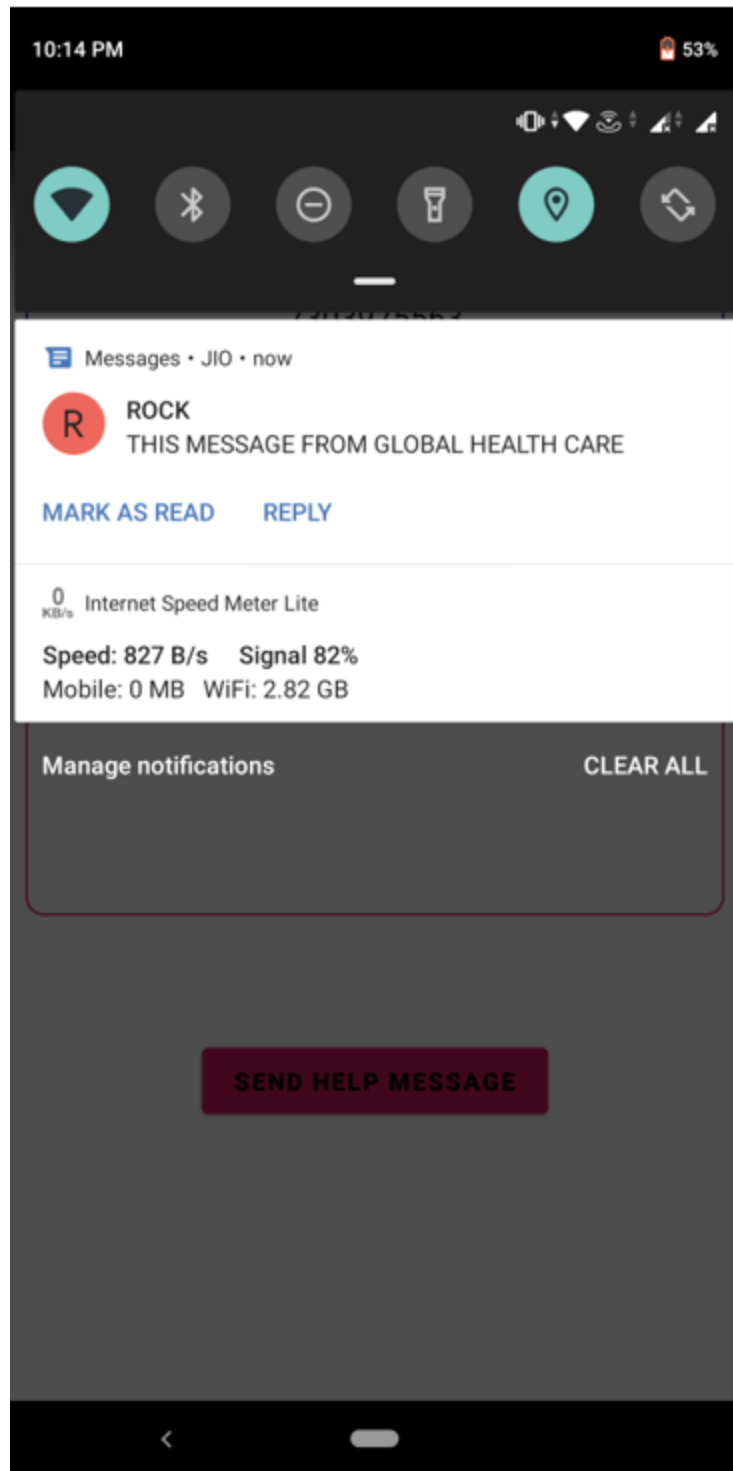 10:14 PM 53%
Messages • JIO • now
R ROCK
THIS MESSAGE FROM GLOBAL HEALTH CARE
MARK AS READ REPLY
0 KB/s Internet Speed Meter Lite
Speed: 827 B/s Signal 82%
Mobile: 0 MB WiFi: 2.82 GB
Manage notifications CLEAR ALL
SEND HELP MESSAGE